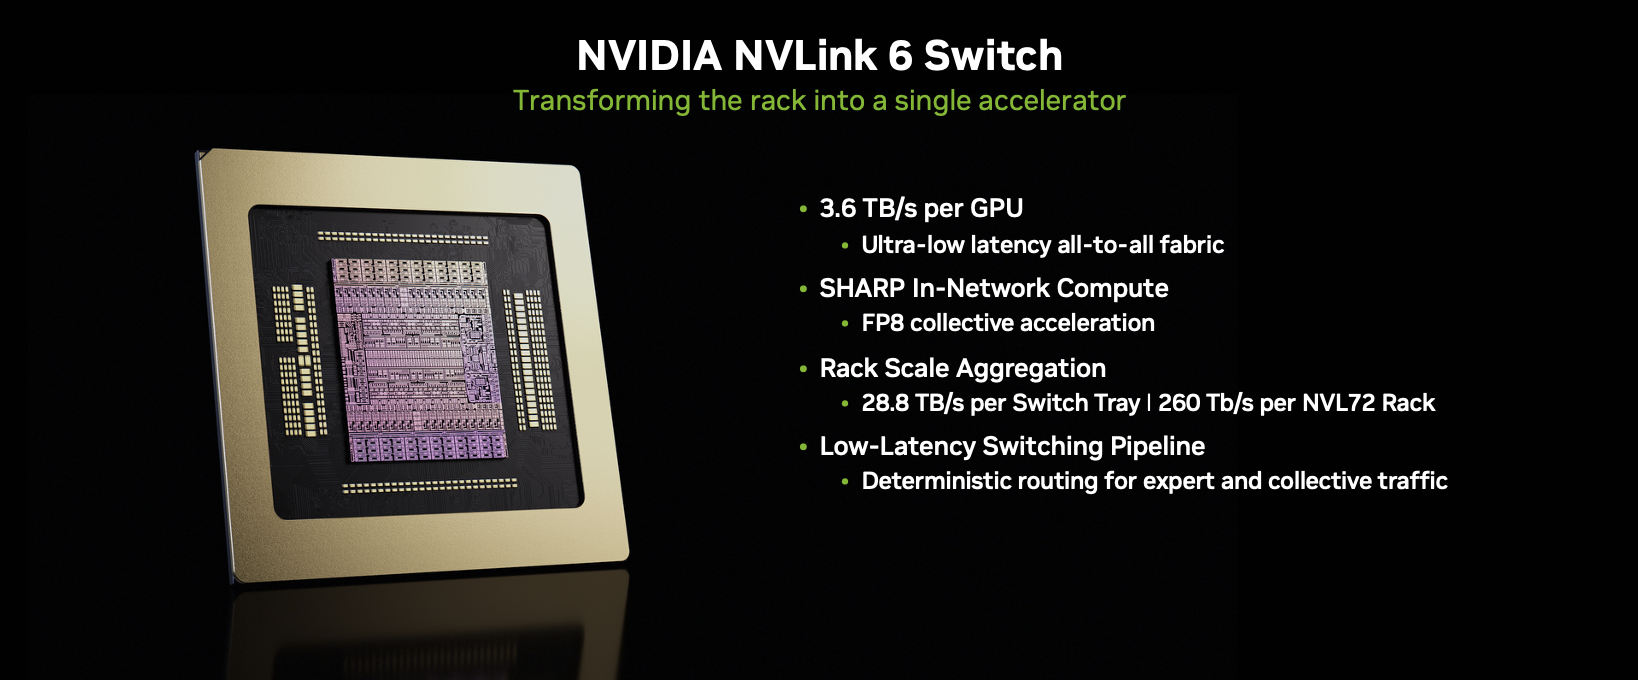 NVIDIA NVLink 6 Switch
Transforming the rack into a single accelerator
• 3.6 TB/s per GPU
• Ultra-low latency all-to-all fabric
• SHARP In-Network Compute
• FP8 collective acceleration
• Rack Scale Aggregation
• 28.8 TB/s per Switch Tray | 260 Tb/s per NVL72 Rack
• Low-Latency Switching Pipeline
• Deterministic routing for expert and collective traffic